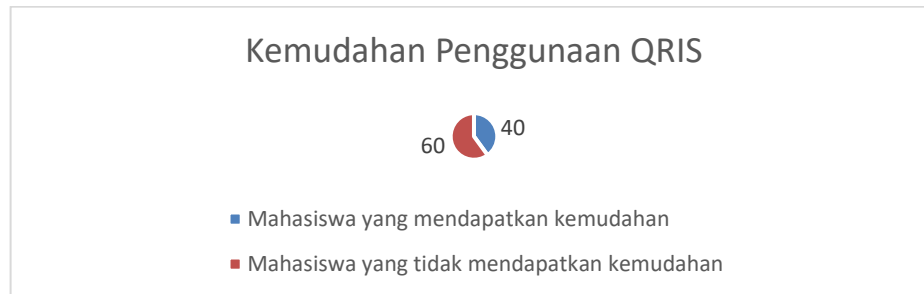 Kemudahan Penggunaan QRIS
40
60
Mahasiswa yang mendapatkan kemudahan
Mahasiswa yang tidak mendapatkan kemudahan